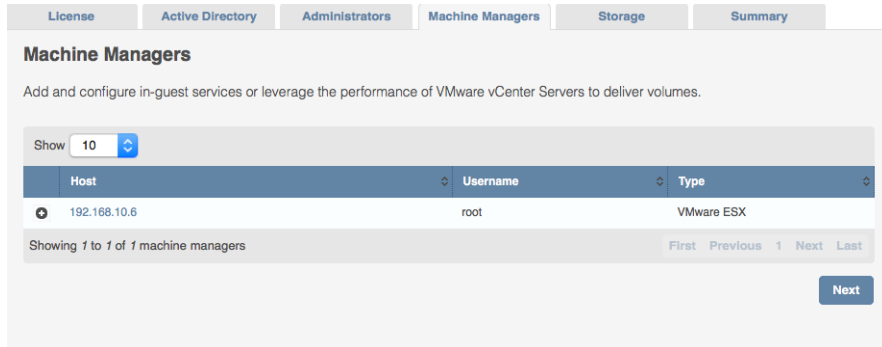 License Active Directory Administrators Machine Managers Storage Summary
Machine Managers
Add and configure in-guest services or leverage the performance of VMware vCenter Servers to deliver volumes.
Show 10
Host Username Type
192.168.10.6 root VMware ESX
Showing 1 to 1 of 1 machine managers First Previous 1 Next Last
Next